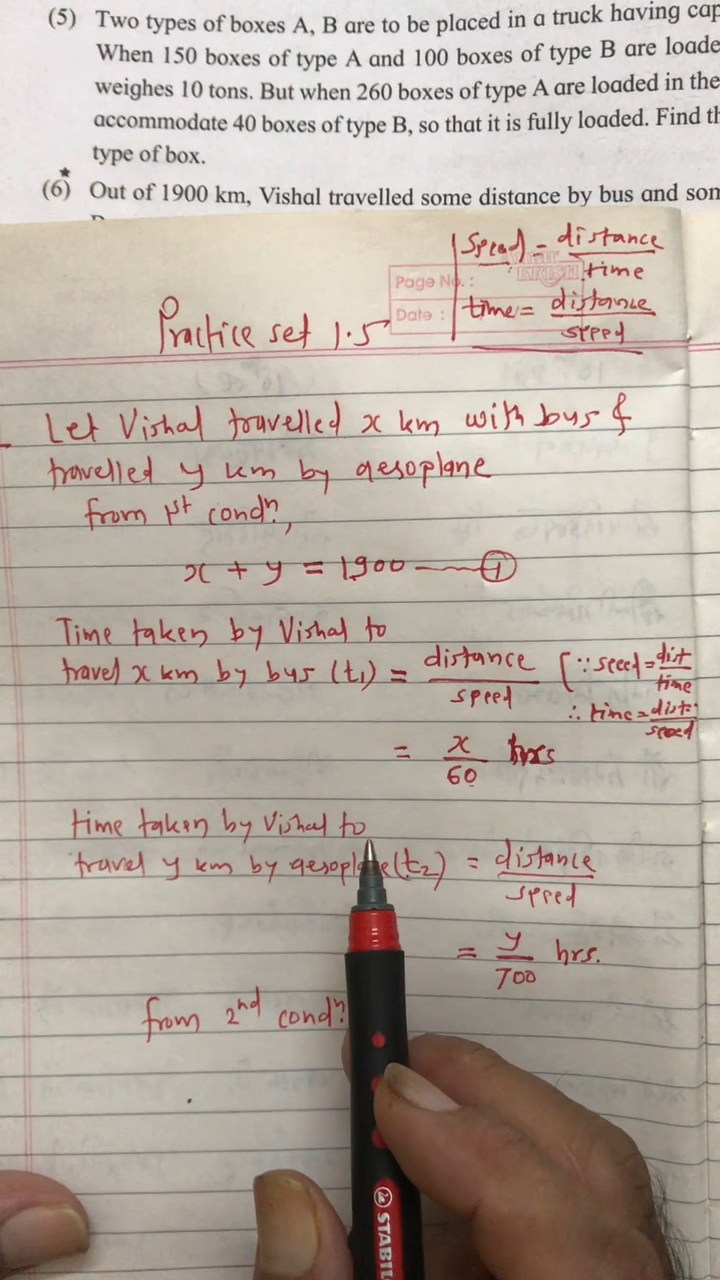 (5) Two types of boxes A, B are to be placed in a truck having cap
When 150 boxes of type A and 100 boxes of type B are loade
weighes 10 tons. But when 260 boxes of type A are loaded in the
accommodate 40 boxes of type B, so that it is fully loaded. Find th
type of box.
*
(6) Out of 1900 km, Vishal travelled some distance by bus and som
Speed = distance / time
Page No. :
Date :
time = distance / speed
Practice set 1.5
Let Vishal travelled x km with bus &
travelled y km by aesoplane
from 1st condn,
x + y = 1900 —— ①
Time taken by Vishal to
travel x km by bus (t₁) = distance / speed [∵ speed = dist / time
∴ time = dist. / speed
= x / 60 hrs
time taken by Vishal to
travel y km by aesoplane (t₂) = distance / speed
= y / 700 hrs.
from 2nd condn
STABIL